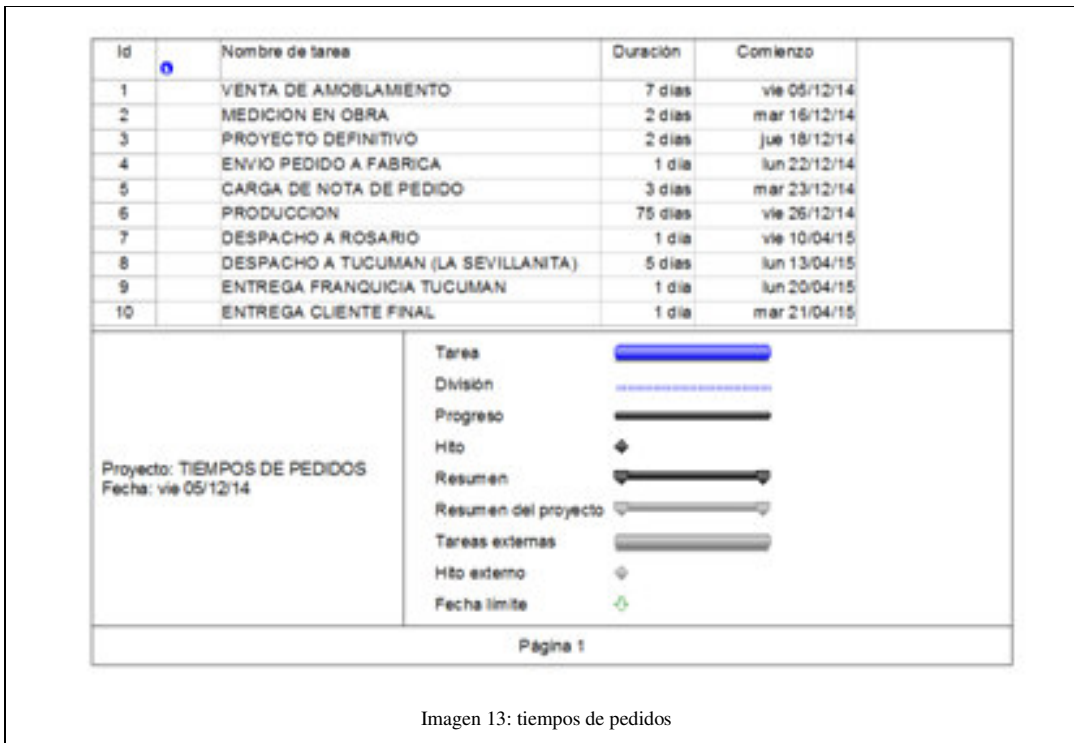 Id Nombre de tarea Duración Comienzo
1 VENTA DE AMOBLAMIENTO 7 días vie 05/12/14
2 MEDICION EN OBRA 2 días mar 16/12/14
3 PROYECTO DEFINITIVO 2 días jue 18/12/14
4 ENVIO PEDIDO A FABRICA 1 día lun 22/12/14
5 CARGA DE NOTA DE PEDIDO 3 días mar 23/12/14
6 PRODUCCION 75 días vie 26/12/14
7 DESPACHO A ROSARIO 1 día vie 10/04/15
8 DESPACHO A TUCUMAN (LA SEVILLANITA) 5 días lun 13/04/15
9 ENTREGA FRANQUICIA TUCUMAN 1 día lun 20/04/15
10 ENTREGA CLIENTE FINAL 1 día mar 21/04/15
Proyecto: TIEMPOS DE PEDIDOS
Fecha: vie 05/12/14
Tarea
División
Progreso
Hito
Resumen
Resumen del proyecto
Tareas externas
Hito externo
Fecha límite
Página 1
Imagen 13: tiempos de pedidos